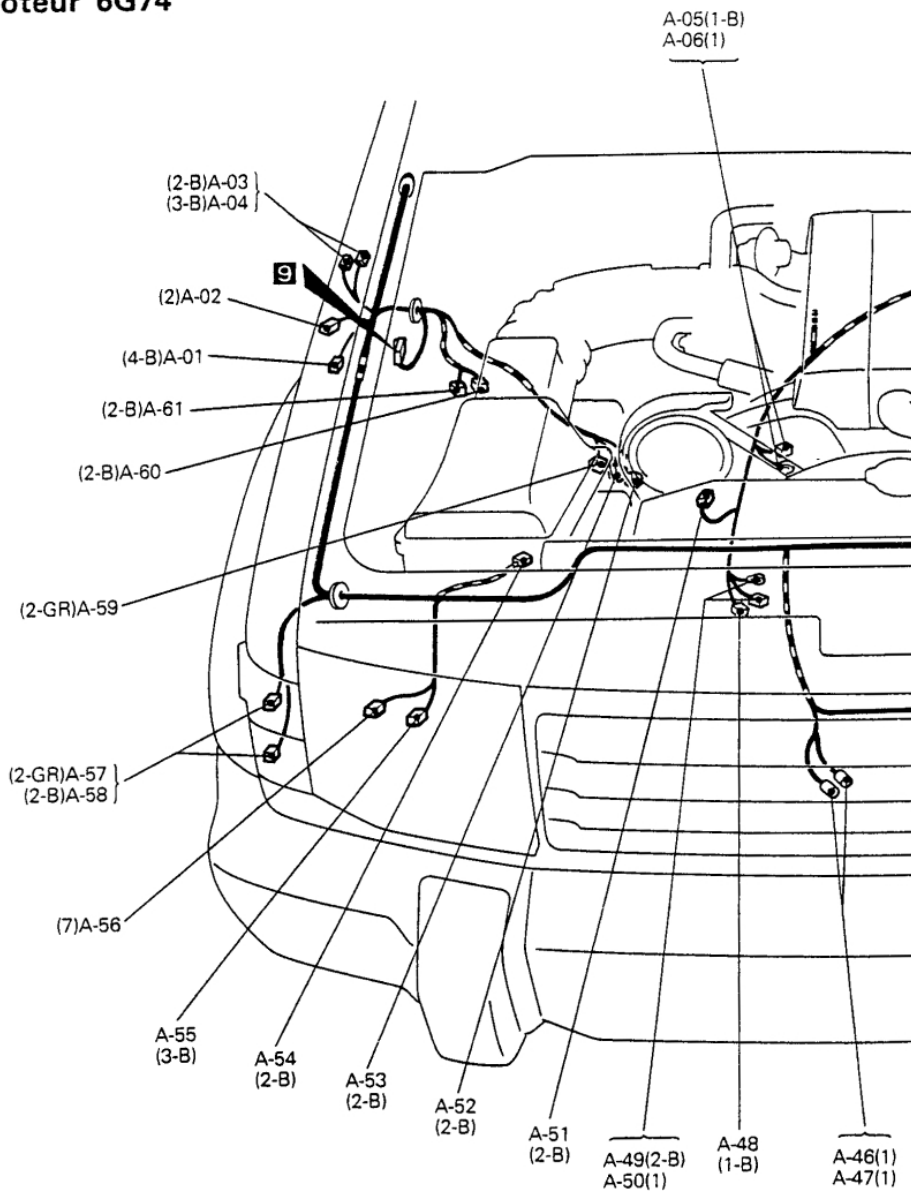 oteur 6G74
A-05(1-B)
A-06(1)
(2-B)A-03
(3-B)A-04
9
(2)A-02
(4-B)A-01
(2-B)A-61
(2-B)A-60
(2-GR)A-59
(2-GR)A-57
(2-B)A-58
(7)A-56
A-55
(3-B)
A-54
(2-B)
A-53
(2-B)
A-52
(2-B)
A-51
(2-B)
A-49(2-B)
A-50(1)
A-48
(1-B)
A-46(1)
A-47(1)